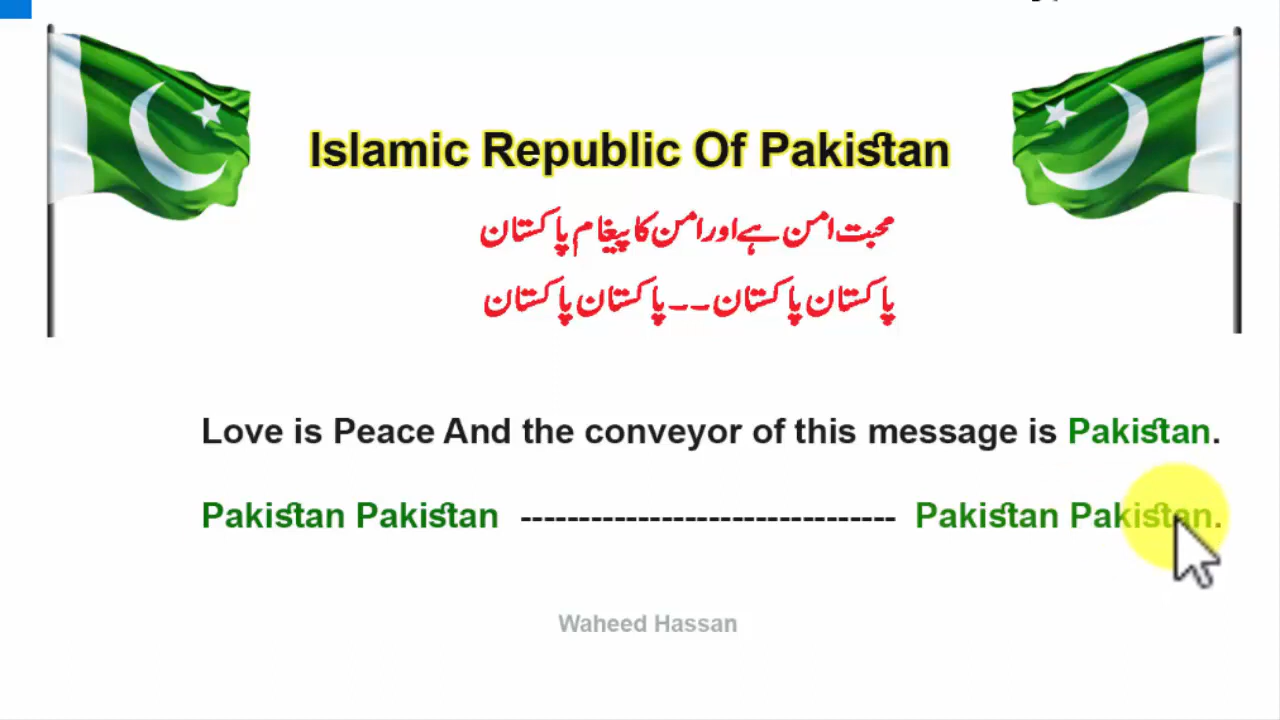 Islamic Republic Of Pakistan
محبت امن ہے اور امن کا پیغام پاکستان
پاکستان پاکستان -- پاکستان پاکستان
Love is Peace And the conveyor of this message is Pakistan.
Pakistan Pakistan -------------------------------- Pakistan Pakistan.
Waheed Hassan